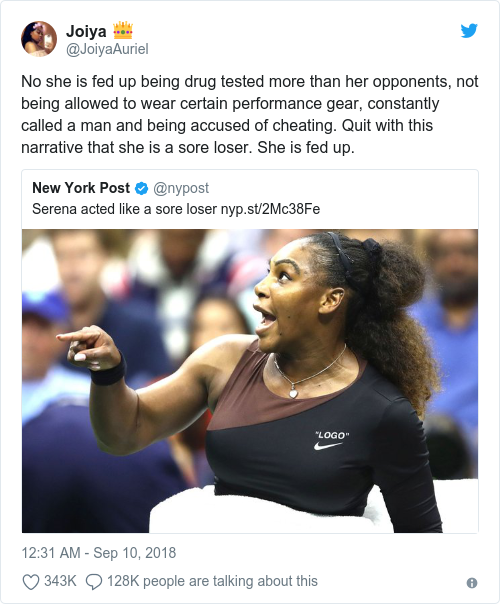 Joiya 👑
@JoiyaAuriel
No she is fed up being drug tested more than her opponents, not
being allowed to wear certain performance gear, constantly
called a man and being accused of cheating. Quit with this
narrative that she is a sore loser. She is fed up.
New York Post @nypost
Serena acted like a sore loser nyp.st/2Mc38Fe
"LOGO"
12:31 AM - Sep 10, 2018
343K 128K people are talking about this